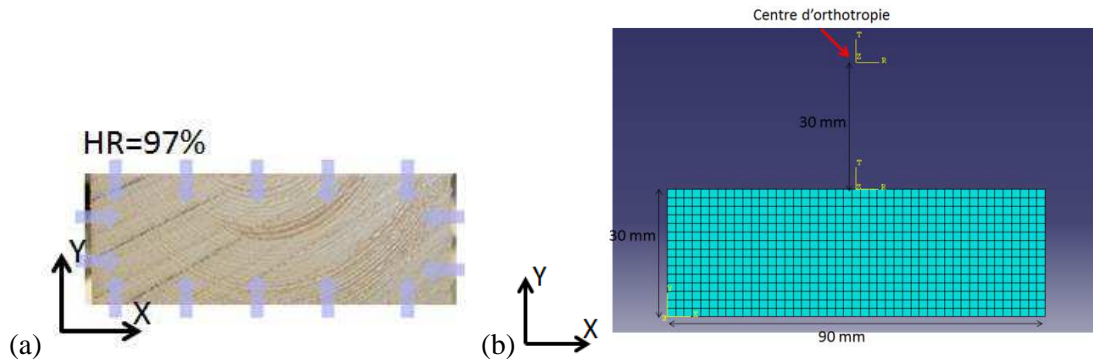 HR=97%
Y
X
(a)
Centre d'orthotropie
T
Z R
30 mm
T
Z R
30 mm
Y
X
90 mm
(b)